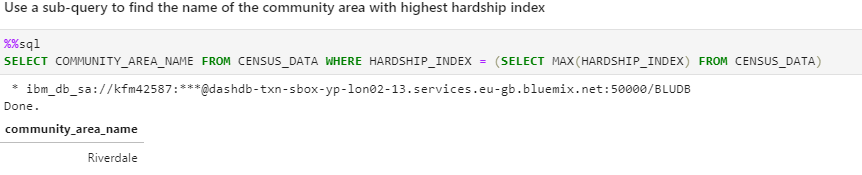 Use a sub-query to find the name of the community area with highest hardship index
%%sql
SELECT COMMUNITY_AREA_NAME FROM CENSUS_DATA WHERE HARDSHIP_INDEX = (SELECT MAX(HARDSHIP_INDEX) FROM CENSUS_DATA)
* ibm_db_sa://kfm42587:***@dashdb-txn-sbox-yp-lon02-13.services.eu-gb.bluemix.net:50000/BLUDB
Done.
community_area_name
Riverdale